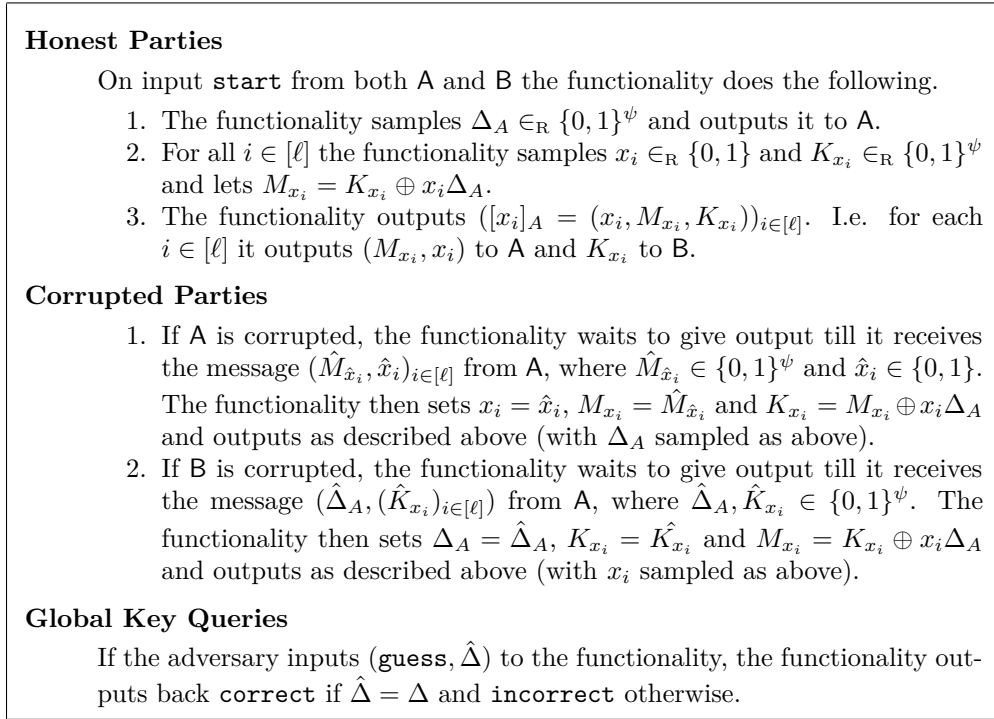 Honest Parties
On input start from both A and B the functionality does the following.
1. The functionality samples Δ_A ∈_R {0, 1}^ψ and outputs it to A.
2. For all i ∈ [ℓ] the functionality samples x_i ∈_R {0, 1} and K_{x_i} ∈_R {0, 1}^ψ
and lets M_{x_i} = K_{x_i} ⊕ x_iΔ_A.
3. The functionality outputs ([x_i]_A = (x_i, M_{x_i}, K_{x_i}))_{i∈[ℓ]}. I.e. for each
i ∈ [ℓ] it outputs (M_{x_i}, x_i) to A and K_{x_i} to B.
Corrupted Parties
1. If A is corrupted, the functionality waits to give output till it receives
the message (M̂_{x̂_i}, x̂_i)_{i∈[ℓ]} from A, where M̂_{x̂_i} ∈ {0, 1}^ψ and x̂_i ∈ {0, 1}.
The functionality then sets x_i = x̂_i, M_{x_i} = M̂_{x̂_i} and K_{x_i} = M_{x_i} ⊕ x_iΔ_A
and outputs as described above (with Δ_A sampled as above).
2. If B is corrupted, the functionality waits to give output till it receives
the message (Δ̂_A, (K̂_{x_i})_{i∈[ℓ]}) from A, where Δ̂_A, K̂_{x_i} ∈ {0, 1}^ψ. The
functionality then sets Δ_A = Δ̂_A, K_{x_i} = K̂_{x_i} and M_{x_i} = K_{x_i} ⊕ x_iΔ_A
and outputs as described above (with x_i sampled as above).
Global Key Queries
If the adversary inputs (guess, Δ̂) to the functionality, the functionality out-
puts back correct if Δ̂ = Δ and incorrect otherwise.